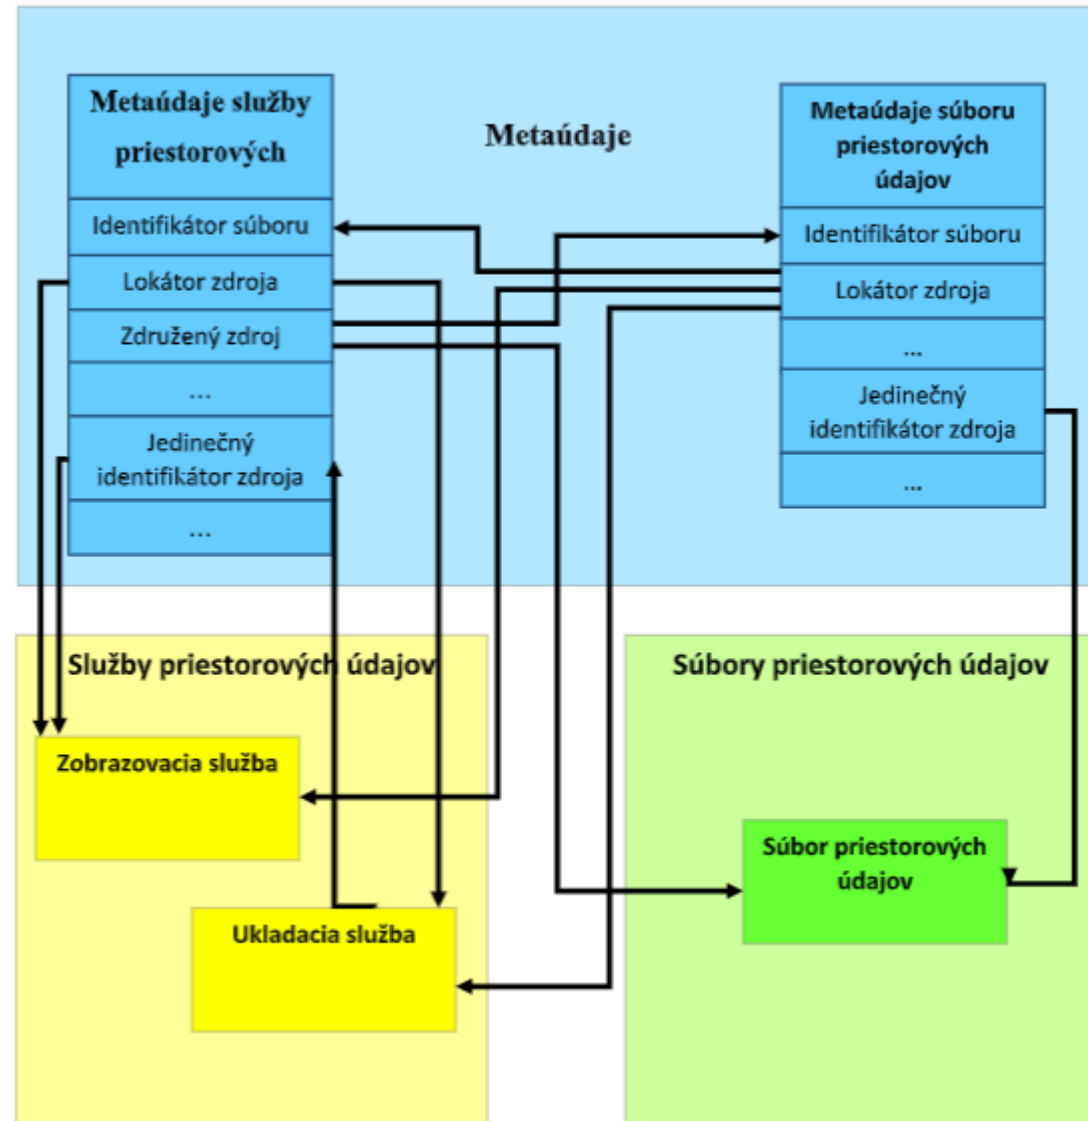 Metaúdaje služby
priestorových
Identifikátor súboru
Lokátor zdroja
Združený zdroj
...
Jedinečný
identifikátor zdroja
...
Metaúdaje
Metaúdaje súboru
priestorových
údajov
Identifikátor súboru
Lokátor zdroja
...
Jedinečný
identifikátor zdroja
...
Služby priestorových údajov
Zobrazovacia služba
Ukladacia služba
Súbory priestorových údajov
Súbor priestorových
údajov